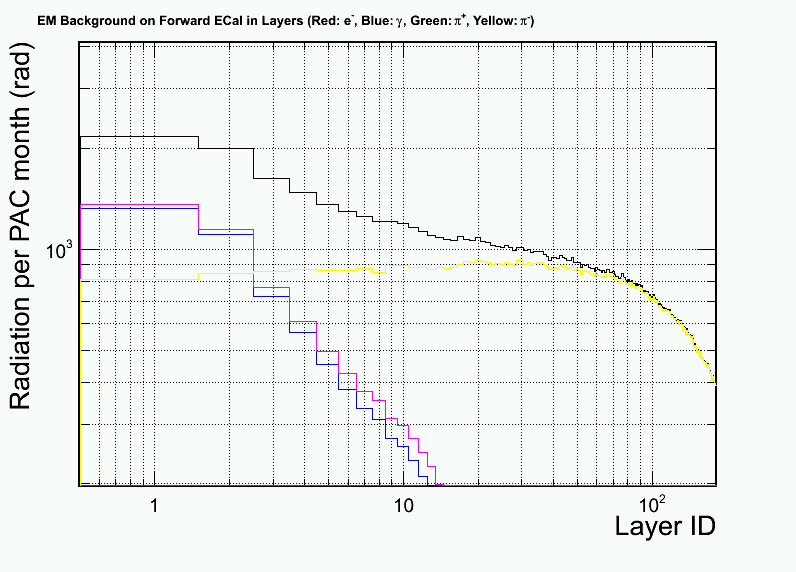 EM Background on Forward ECal in Layers (Red: e⁻, Blue: γ, Green: π⁺, Yellow: π⁻)
Radiation per PAC month (rad)
10³
1 10 10²
Layer ID